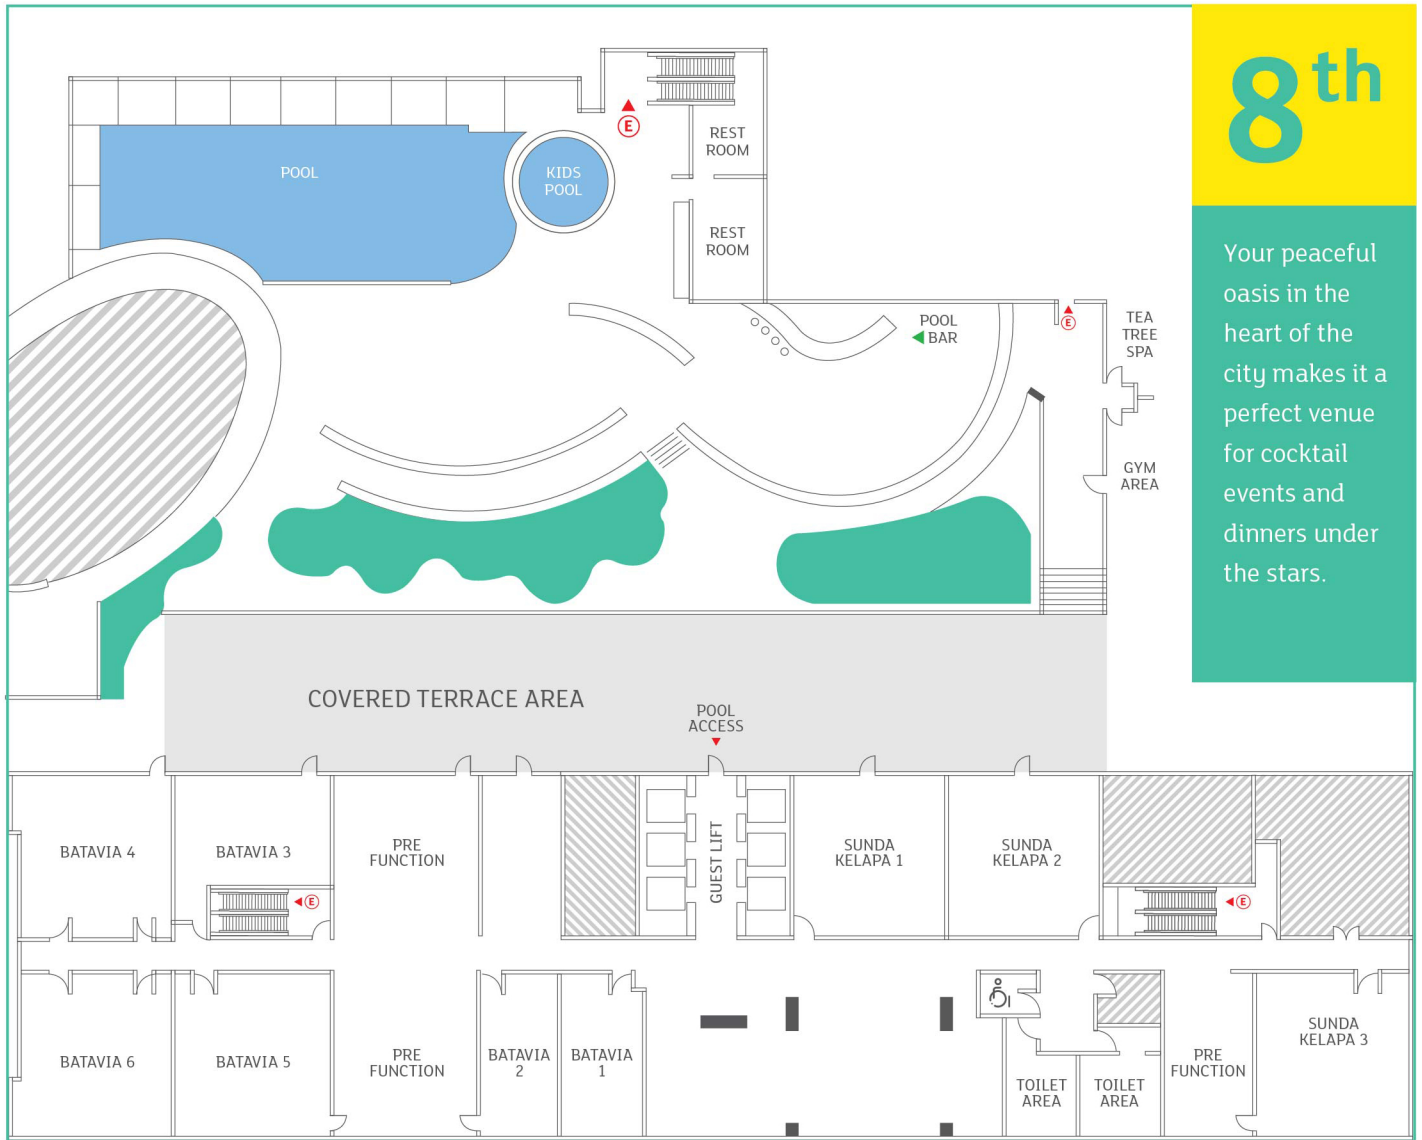 8th
Your peaceful
oasis in the
heart of the
city makes it a
perfect venue
for cocktail
events and
dinners under
the stars.
E
REST
ROOM
POOL
KIDS
POOL
REST
ROOM
POOL
BAR
E
TEA
TREE
SPA
GYM
AREA
COVERED TERRACE AREA
POOL
ACCESS
BATAVIA 4
BATAVIA 3
PRE
FUNCTION
GUEST LIFT
SUNDA
KELAPA 1
SUNDA
KELAPA 2
E
E
BATAVIA 6
BATAVIA 5
PRE
FUNCTION
BATAVIA
2
BATAVIA
1
TOILET
AREA
TOILET
AREA
PRE
FUNCTION
SUNDA
KELAPA 3